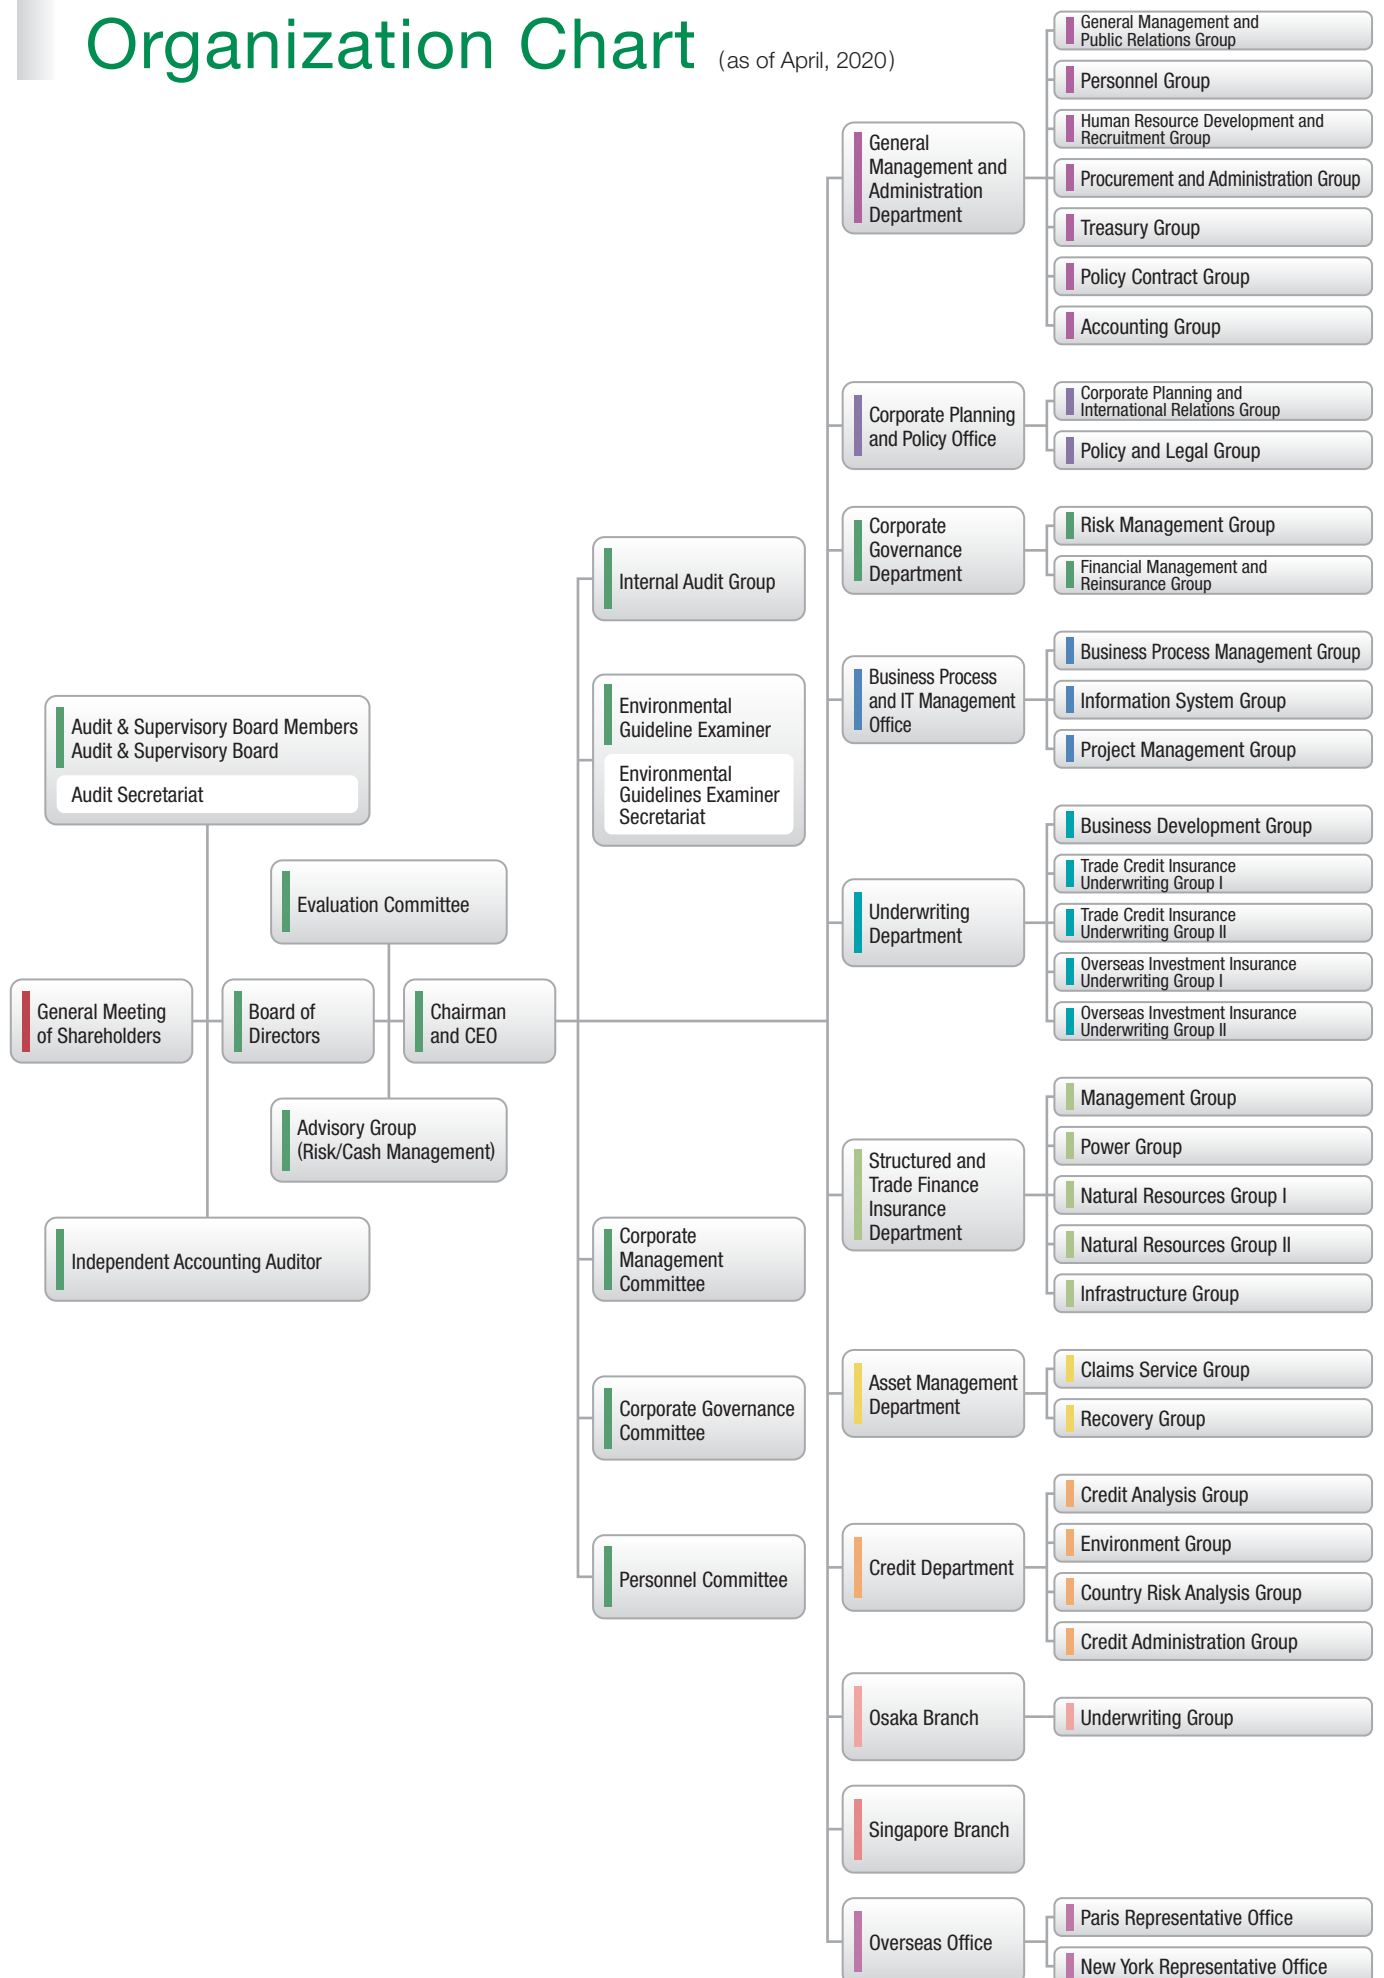 Organization Chart (as of April, 2020)
Audit & Supervisory Board Members
Audit & Supervisory Board
Audit Secretariat
General Meeting
of Shareholders
Independent Accounting Auditor
Board of
Directors
Evaluation Committee
Advisory Group
(Risk/Cash Management)
Chairman
and CEO
Internal Audit Group
Environmental
Guideline Examiner
Environmental
Guidelines Examiner
Secretariat
Corporate
Management
Committee
Corporate Governance
Committee
Personnel Committee
General
Management and
Administration
Department
General Management and
Public Relations Group
Personnel Group
Human Resource Development and
Recruitment Group
Procurement and Administration Group
Treasury Group
Policy Contract Group
Accounting Group
Corporate Planning
and Policy Office
Corporate Planning and
International Relations Group
Policy and Legal Group
Corporate
Governance
Department
Risk Management Group
Financial Management and
Reinsurance Group
Business Process
and IT Management
Office
Business Process Management Group
Information System Group
Project Management Group
Underwriting
Department
Business Development Group
Trade Credit Insurance
Underwriting Group I
Trade Credit Insurance
Underwriting Group II
Overseas Investment Insurance
Underwriting Group I
Overseas Investment Insurance
Underwriting Group II
Structured and
Trade Finance
Insurance
Department
Management Group
Power Group
Natural Resources Group I
Natural Resources Group II
Infrastructure Group
Asset Management
Department
Claims Service Group
Recovery Group
Credit Department
Credit Analysis Group
Environment Group
Country Risk Analysis Group
Credit Administration Group
Osaka Branch
Underwriting Group
Singapore Branch
Overseas Office
Paris Representative Office
New York Representative Office